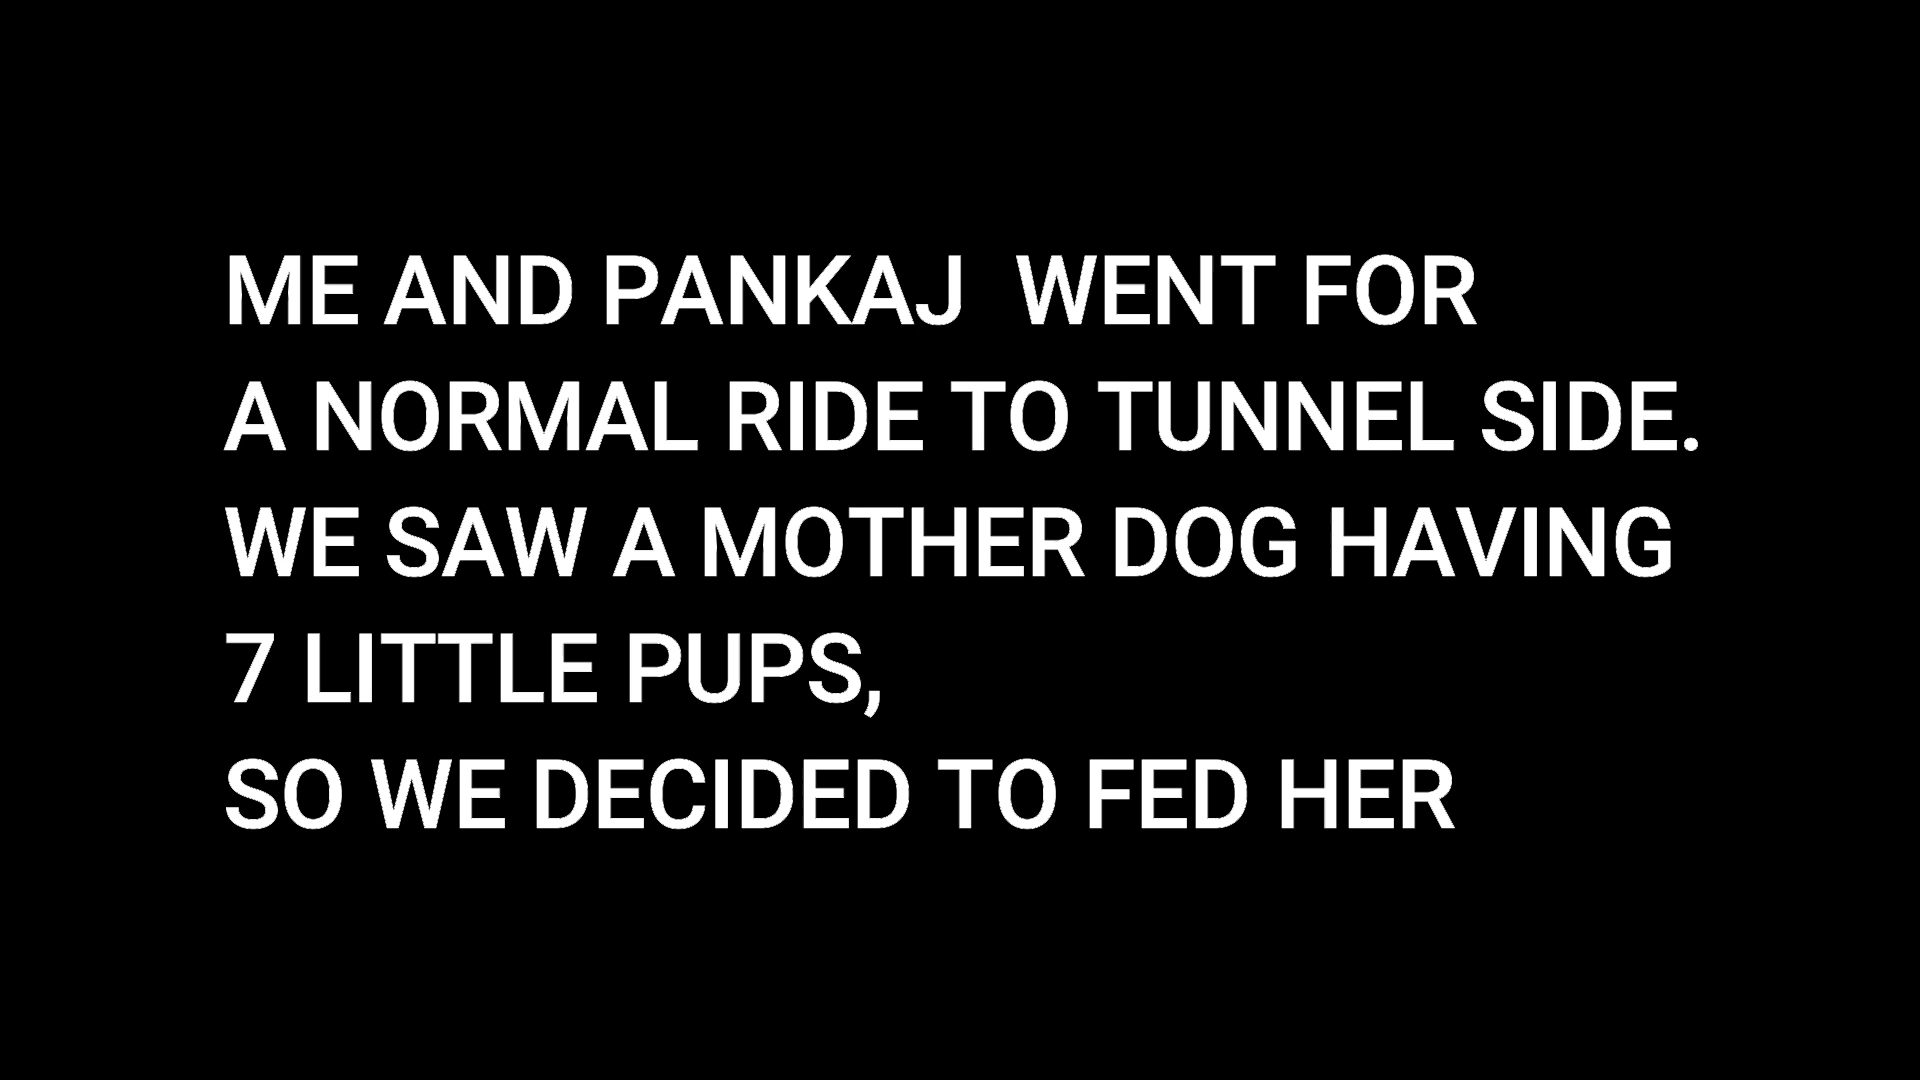 ME AND PANKAJ  WENT FOR
A NORMAL RIDE TO TUNNEL SIDE.
WE SAW A MOTHER DOG HAVING
7 LITTLE PUPS,
SO WE DECIDED TO FED HER